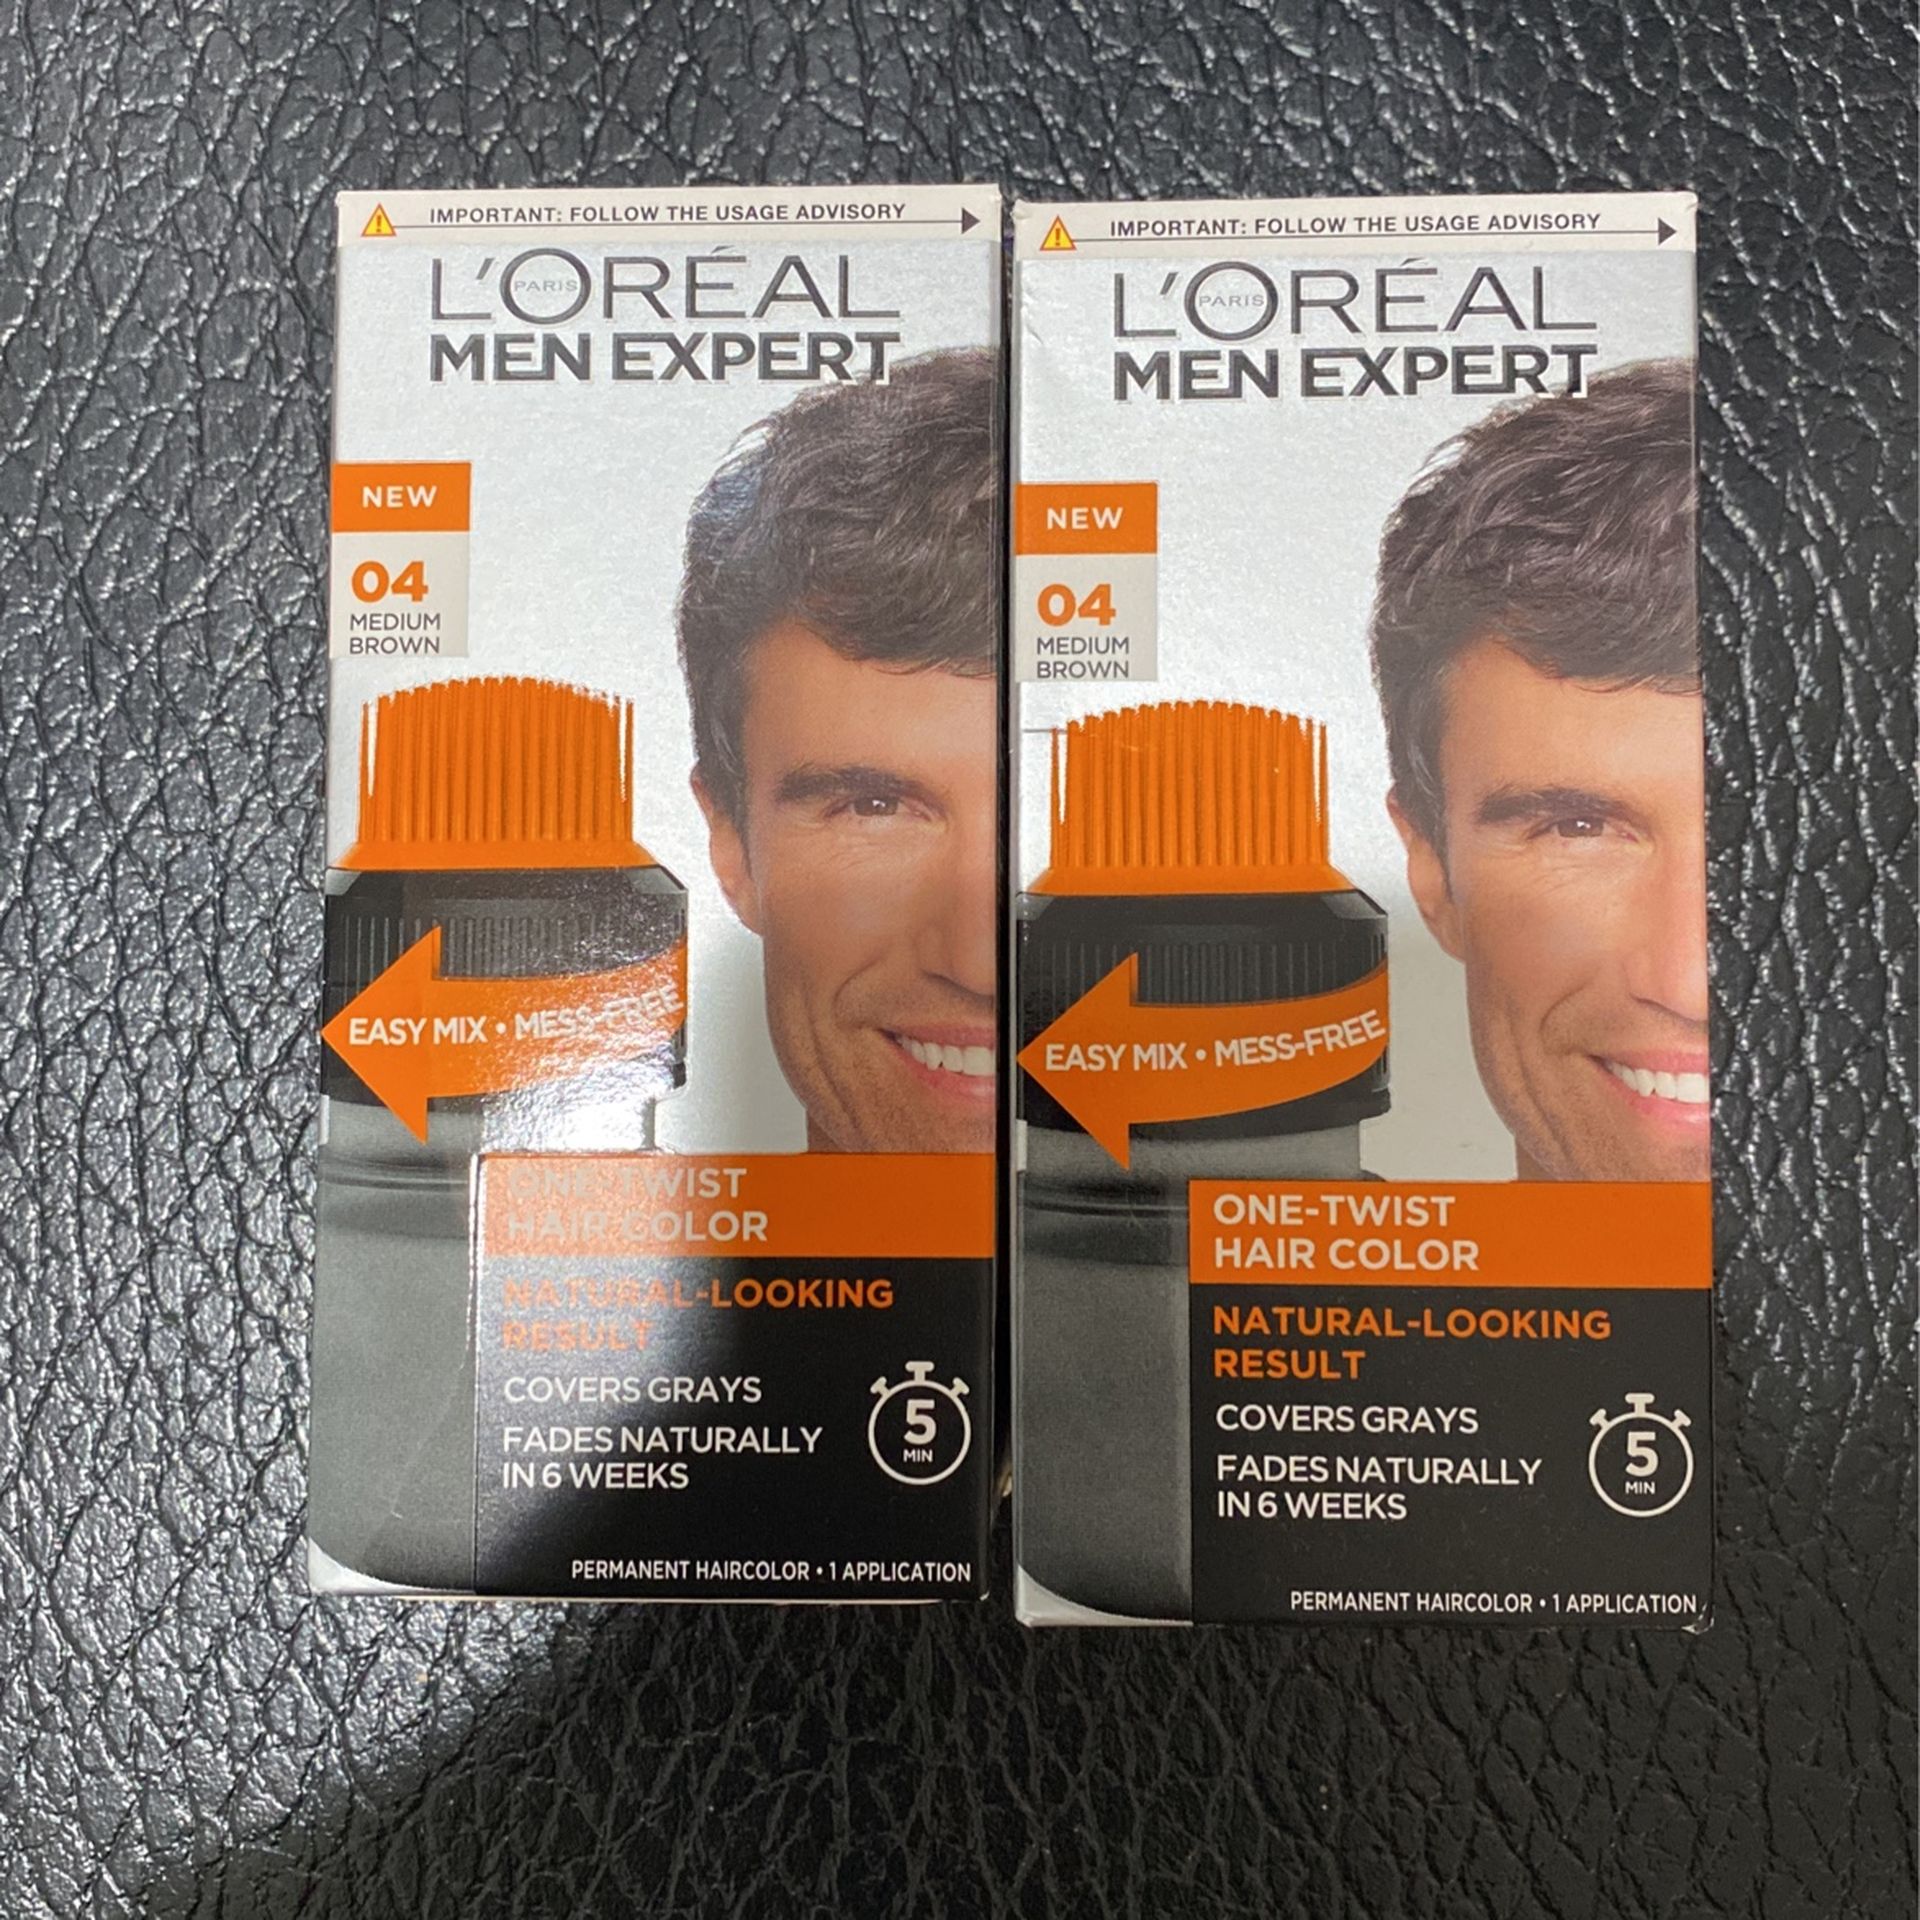 IMPORTANT: FOLLOW THE USAGE ADVISORY
L'ORÉAL
PARIS
MEN EXPERT
NEW
04
MEDIUM
BROWN
EASY MIX • MESS-FREE
ONE-TWIST
HAIR COLOR
NATURAL-LOOKING
RESULT
COVERS GRAYS
FADES NATURALLY
IN 6 WEEKS
5
MIN
PERMANENT HAIRCOLOR • 1 APPLICATION
IMPORTANT: FOLLOW THE USAGE ADVISORY
L'ORÉAL
PARIS
MEN EXPERT
NEW
04
MEDIUM
BROWN
EASY MIX • MESS-FREE
ONE-TWIST
HAIR COLOR
NATURAL-LOOKING
RESULT
COVERS GRAYS
FADES NATURALLY
IN 6 WEEKS
5
MIN
PERMANENT HAIRCOLOR • 1 APPLICATION